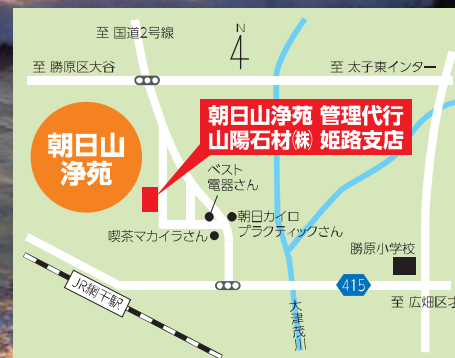 至 国道2号線
N
4
至 勝原区大谷
至 太子東インター
朝日山
浄苑
朝日山浄苑 管理代行
山陽石材㈱ 姫路支店
ベスト
電器さん
朝日カイロ
プラクティックさん
喫茶マカイラさん
勝原小学校
415
JR網干駅
大津茂川
至 広畑区才